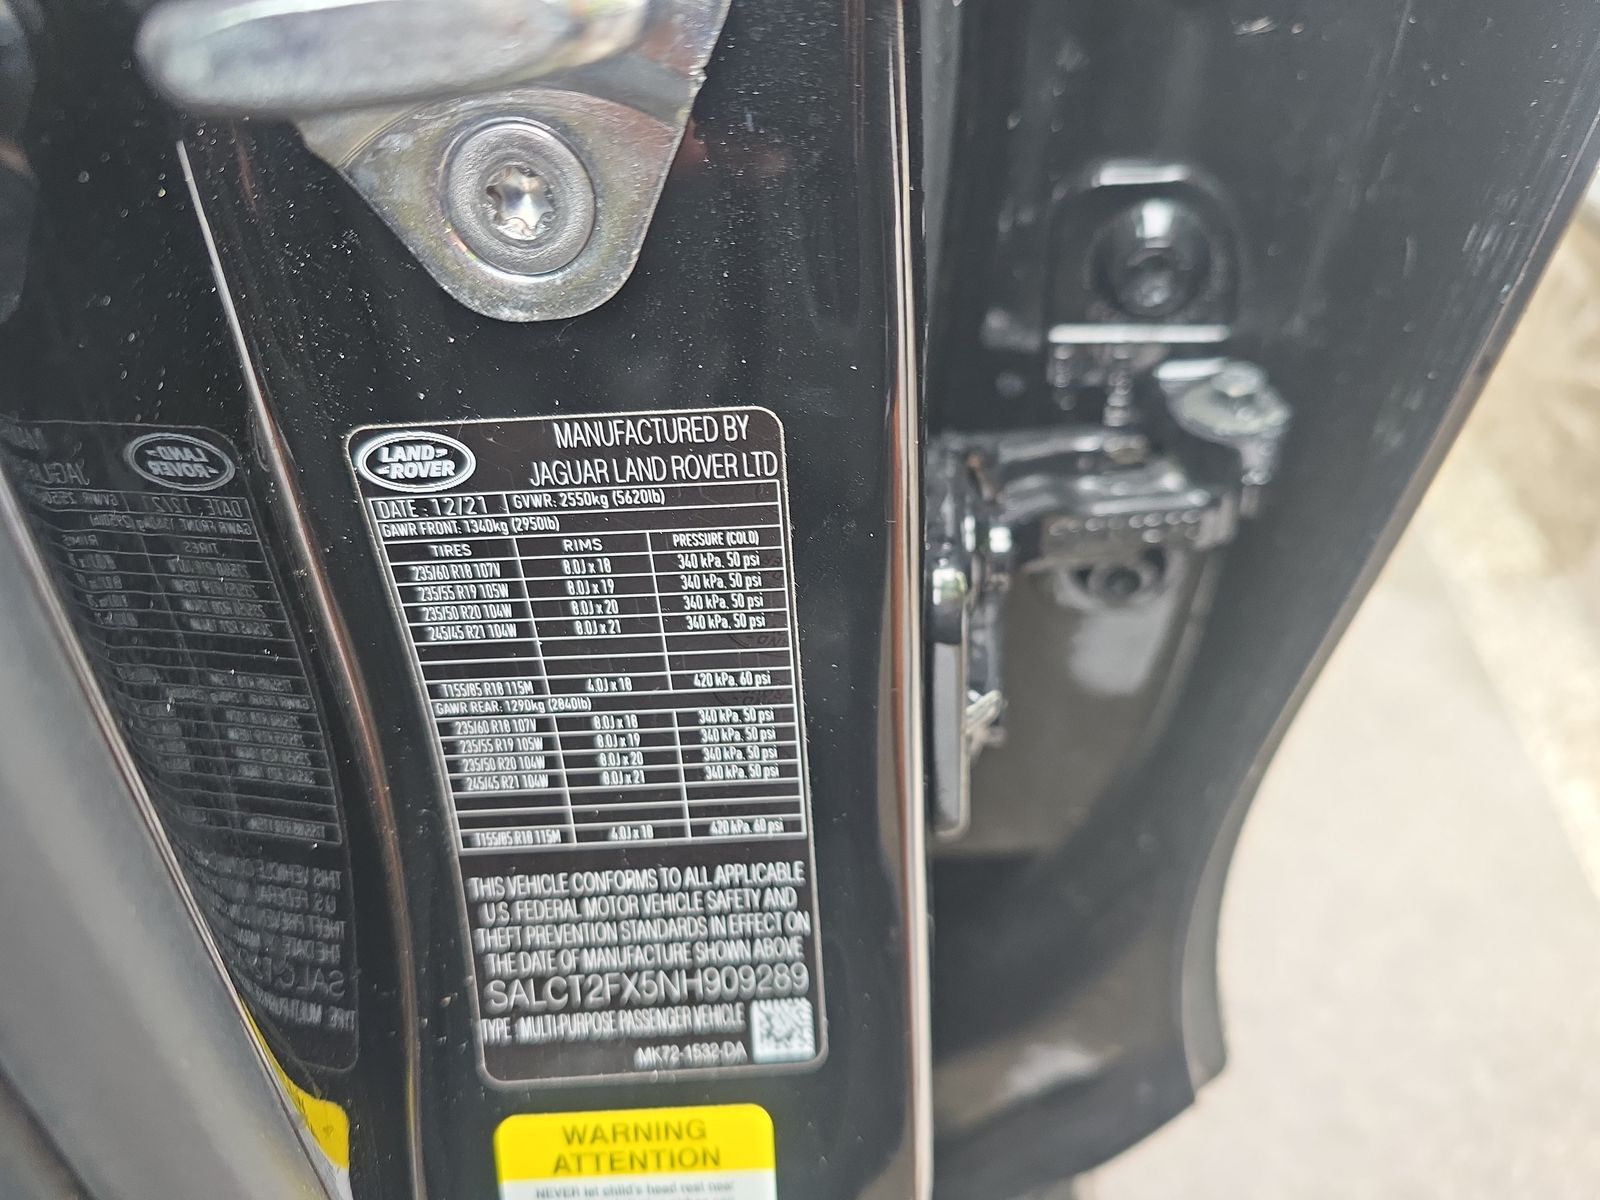 LAND ROVER
MANUFACTURED BY
JAGUAR LAND ROVER LTD
DATE : 12/21 GVWR: 2550kg (5620lb)
GAWR FRONT: 1340kg (2950lb)
TIRES RIMS PRESSURE (COLD)
235/60 R18 107V 8.0J x 18 340 kPa, 50 psi
235/55 R19 105W 8.0J x 19 340 kPa, 50 psi
235/50 R20 104W 8.0J x 20 340 kPa, 50 psi
245/45 R21 104W 8.0J x 21 340 kPa, 50 psi
T155/85 R18 115M 4.0J x 18 420 kPa, 60 psi
GAWR REAR: 1290kg (2840lb)
235/60 R18 107V 8.0J x 18 340 kPa, 50 psi
235/55 R19 105W 8.0J x 19 340 kPa, 50 psi
235/50 R20 104W 8.0J x 20 340 kPa, 50 psi
245/45 R21 104W 8.0J x 21 340 kPa, 50 psi
T155/85 R18 115M 4.0J x 18 420 kPa, 60 psi
THIS VEHICLE CONFORMS TO ALL APPLICABLE
U.S. FEDERAL MOTOR VEHICLE SAFETY AND
THEFT PREVENTION STANDARDS IN EFFECT ON
THE DATE OF MANUFACTURE SHOWN ABOVE
SALCT2FX5NH909289
TYPE : MULTI-PURPOSE PASSENGER VEHICLE
MK72-1532-DA
WARNING
ATTENTION
NEVER let child's head rest near